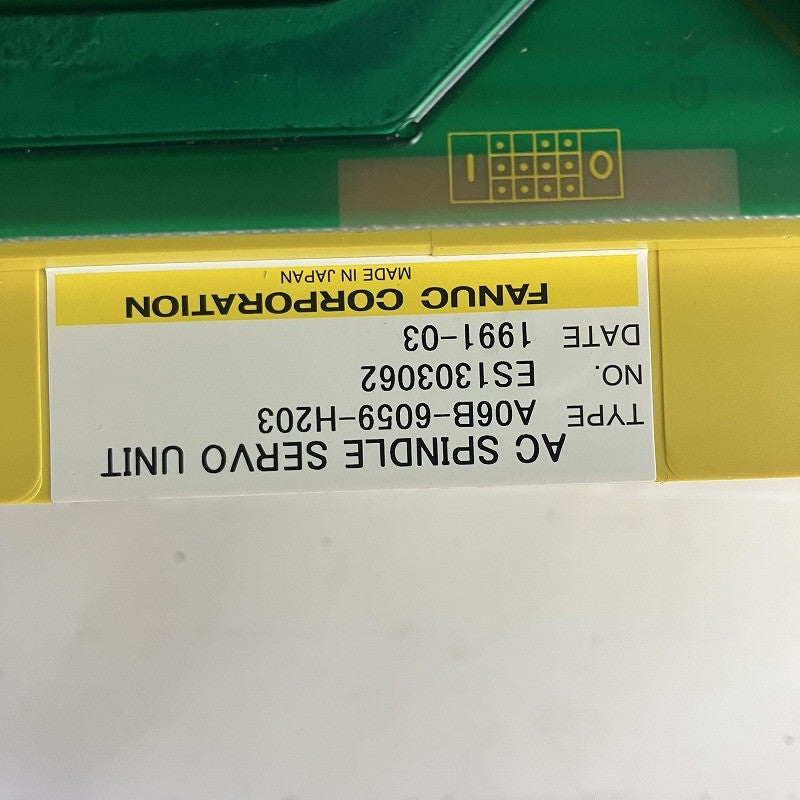 AC SPINDLE SERVO UNIT
TYPE A06B-6059-H203
NO. ES1303062
DATE 1991-03
FANUC CORPORATION
MADE IN JAPAN
O I